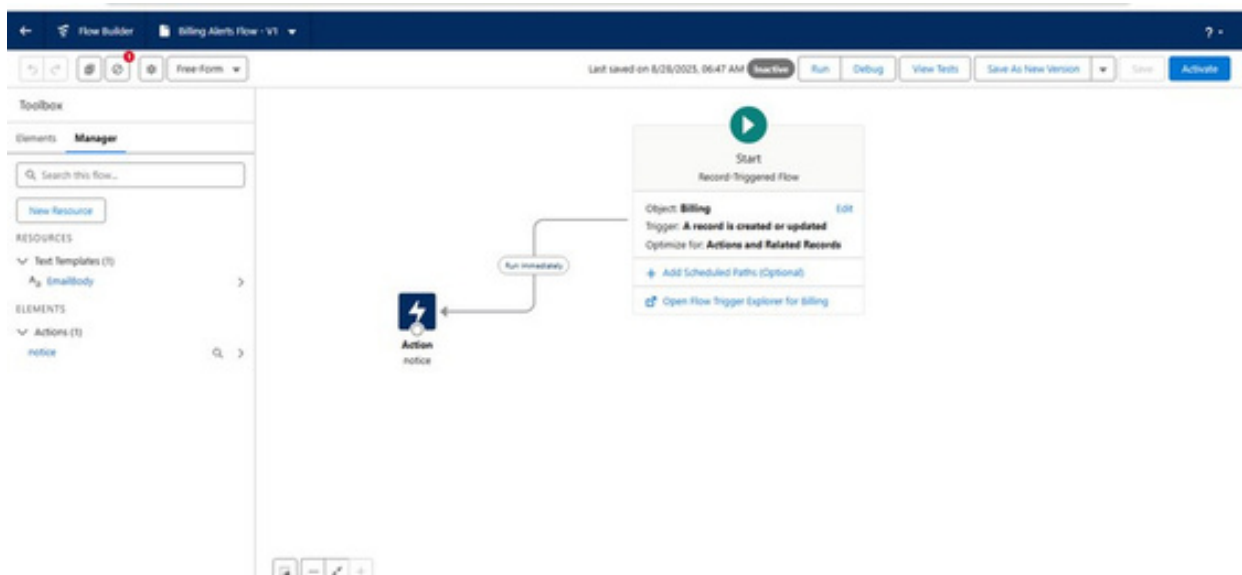 Flow Builder
Billing Alerts Flow - V1
?
1
Free-Form
Last saved on 8/28/2025, 06:47 AM
Inactive
Run
Debug
View Tests
Save As New Version
Save
Activate
Toolbox
Elements
Manager
Search this flow...
New Resource
RESOURCES
Text Templates (1)
EmailBody
ELEMENTS
Actions (1)
notice
Start
Record-Triggered Flow
Object: Billing
Edit
Trigger: A record is created or updated
Optimize for: Actions and Related Records
+ Add Scheduled Paths (Optional)
Open Flow Trigger Explorer for Billing
Run Immediately
Action
notice